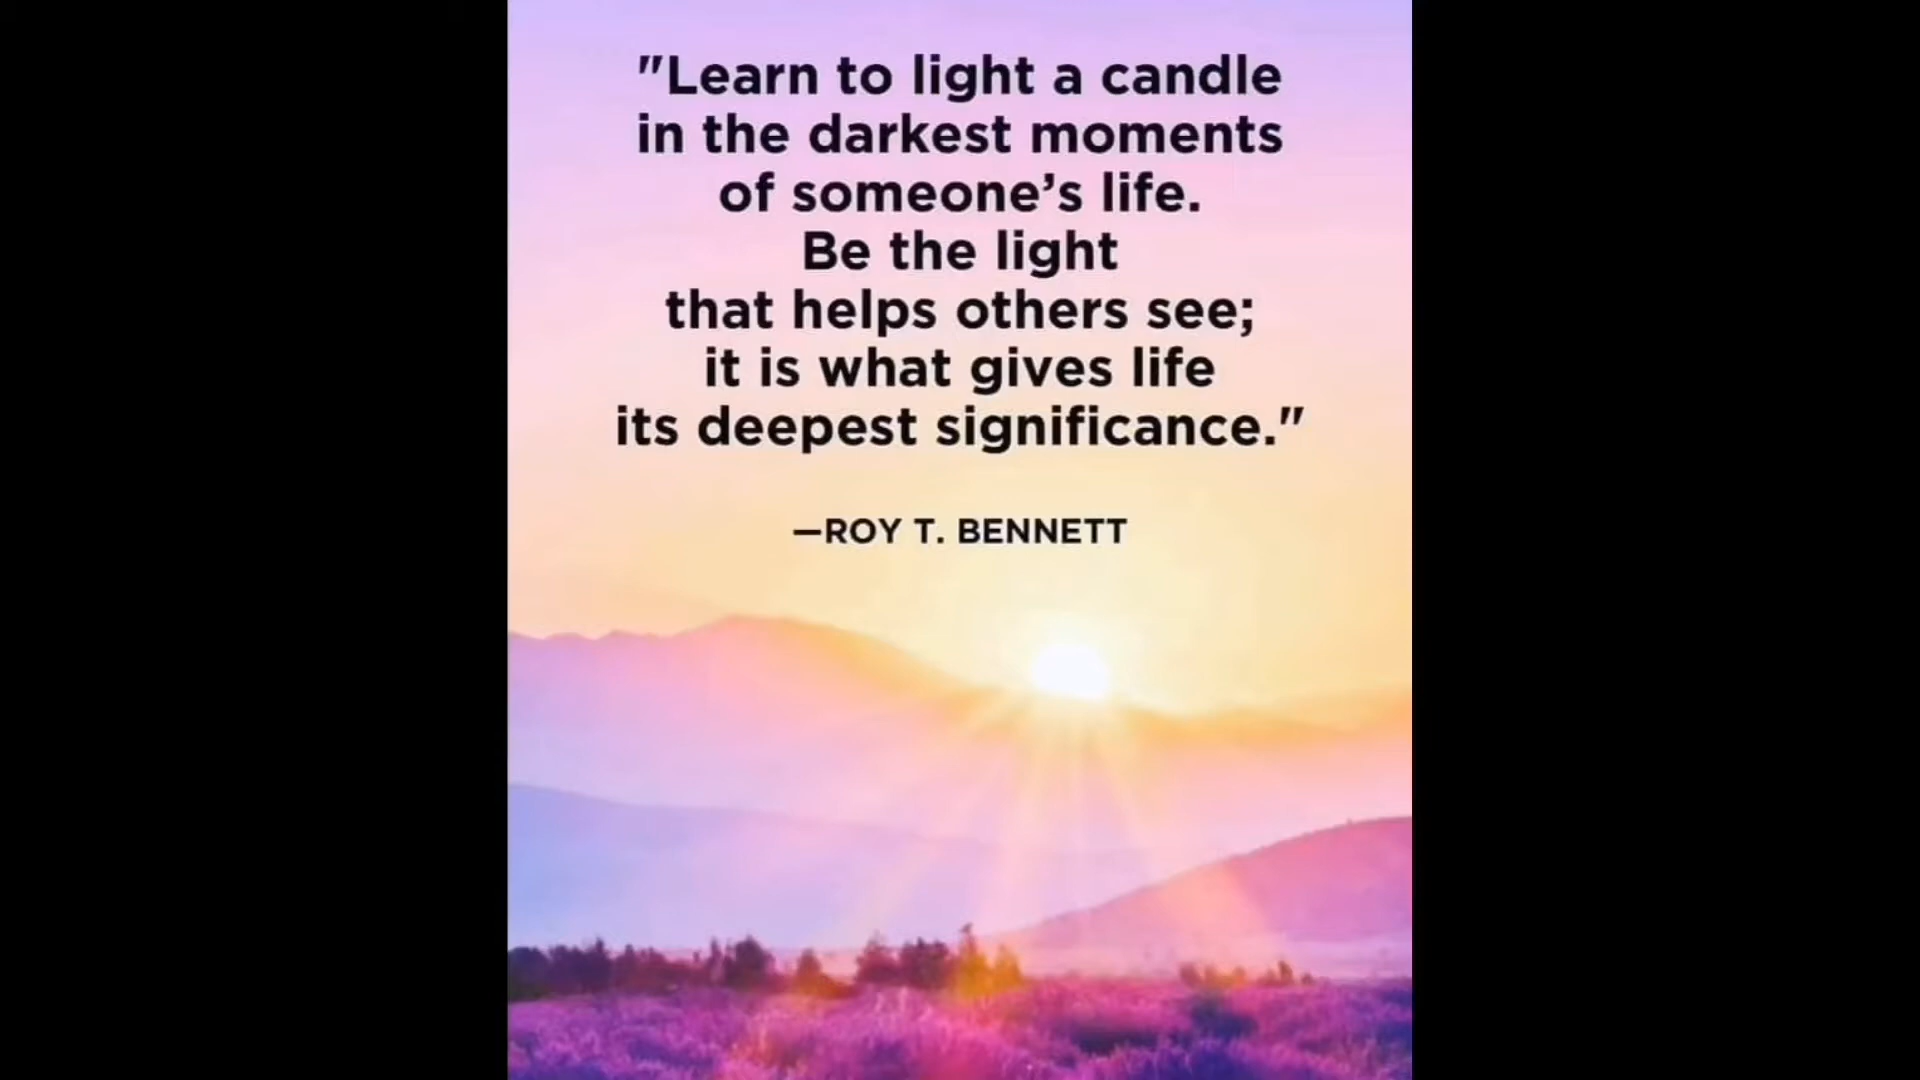 "Learn to light a candle
in the darkest moments
of someone’s life.
Be the light
that helps others see;
it is what gives life
its deepest significance."
—ROY T. BENNETT